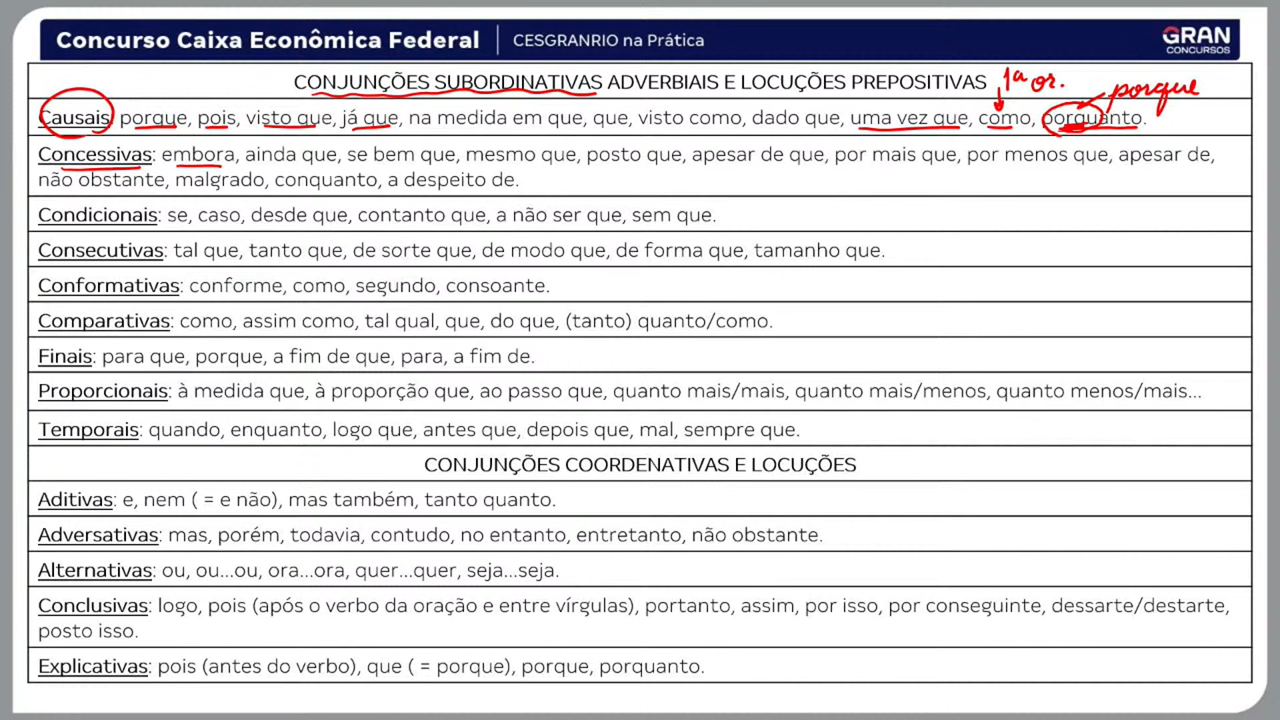 Concurso Caixa Econômica Federal | CESGRANRIO na Prática
GRAN
CONCURSOS
CONJUNÇÕES SUBORDINATIVAS ADVERBIAIS E LOCUÇÕES PREPOSITIVAS
1ª or.
porque
Causais: porque, pois, visto que, já que, na medida em que, que, visto como, dado que, uma vez que, como, porquanto.
Concessivas: embora, ainda que, se bem que, mesmo que, posto que, apesar de que, por mais que, por menos que, apesar de,
não obstante, malgrado, conquanto, a despeito de.
Condicionais: se, caso, desde que, contanto que, a não ser que, sem que.
Consecutivas: tal que, tanto que, de sorte que, de modo que, de forma que, tamanho que.
Conformativas: conforme, como, segundo, consoante.
Comparativas: como, assim como, tal qual, que, do que, (tanto) quanto/como.
Finais: para que, porque, a fim de que, para, a fim de.
Proporcionais: à medida que, à proporção que, ao passo que, quanto mais/mais, quanto mais/menos, quanto menos/mais...
Temporais: quando, enquanto, logo que, antes que, depois que, mal, sempre que.
CONJUNÇÕES COORDENATIVAS E LOCUÇÕES
Aditivas: e, nem ( = e não), mas também, tanto quanto.
Adversativas: mas, porém, todavia, contudo, no entanto, entretanto, não obstante.
Alternativas: ou, ou...ou, ora...ora, quer...quer, seja...seja.
Conclusivas: logo, pois (após o verbo da oração e entre vírgulas), portanto, assim, por isso, por conseguinte, dessarte/destarte,
posto isso.
Explicativas: pois (antes do verbo), que ( = porque), porque, porquanto.